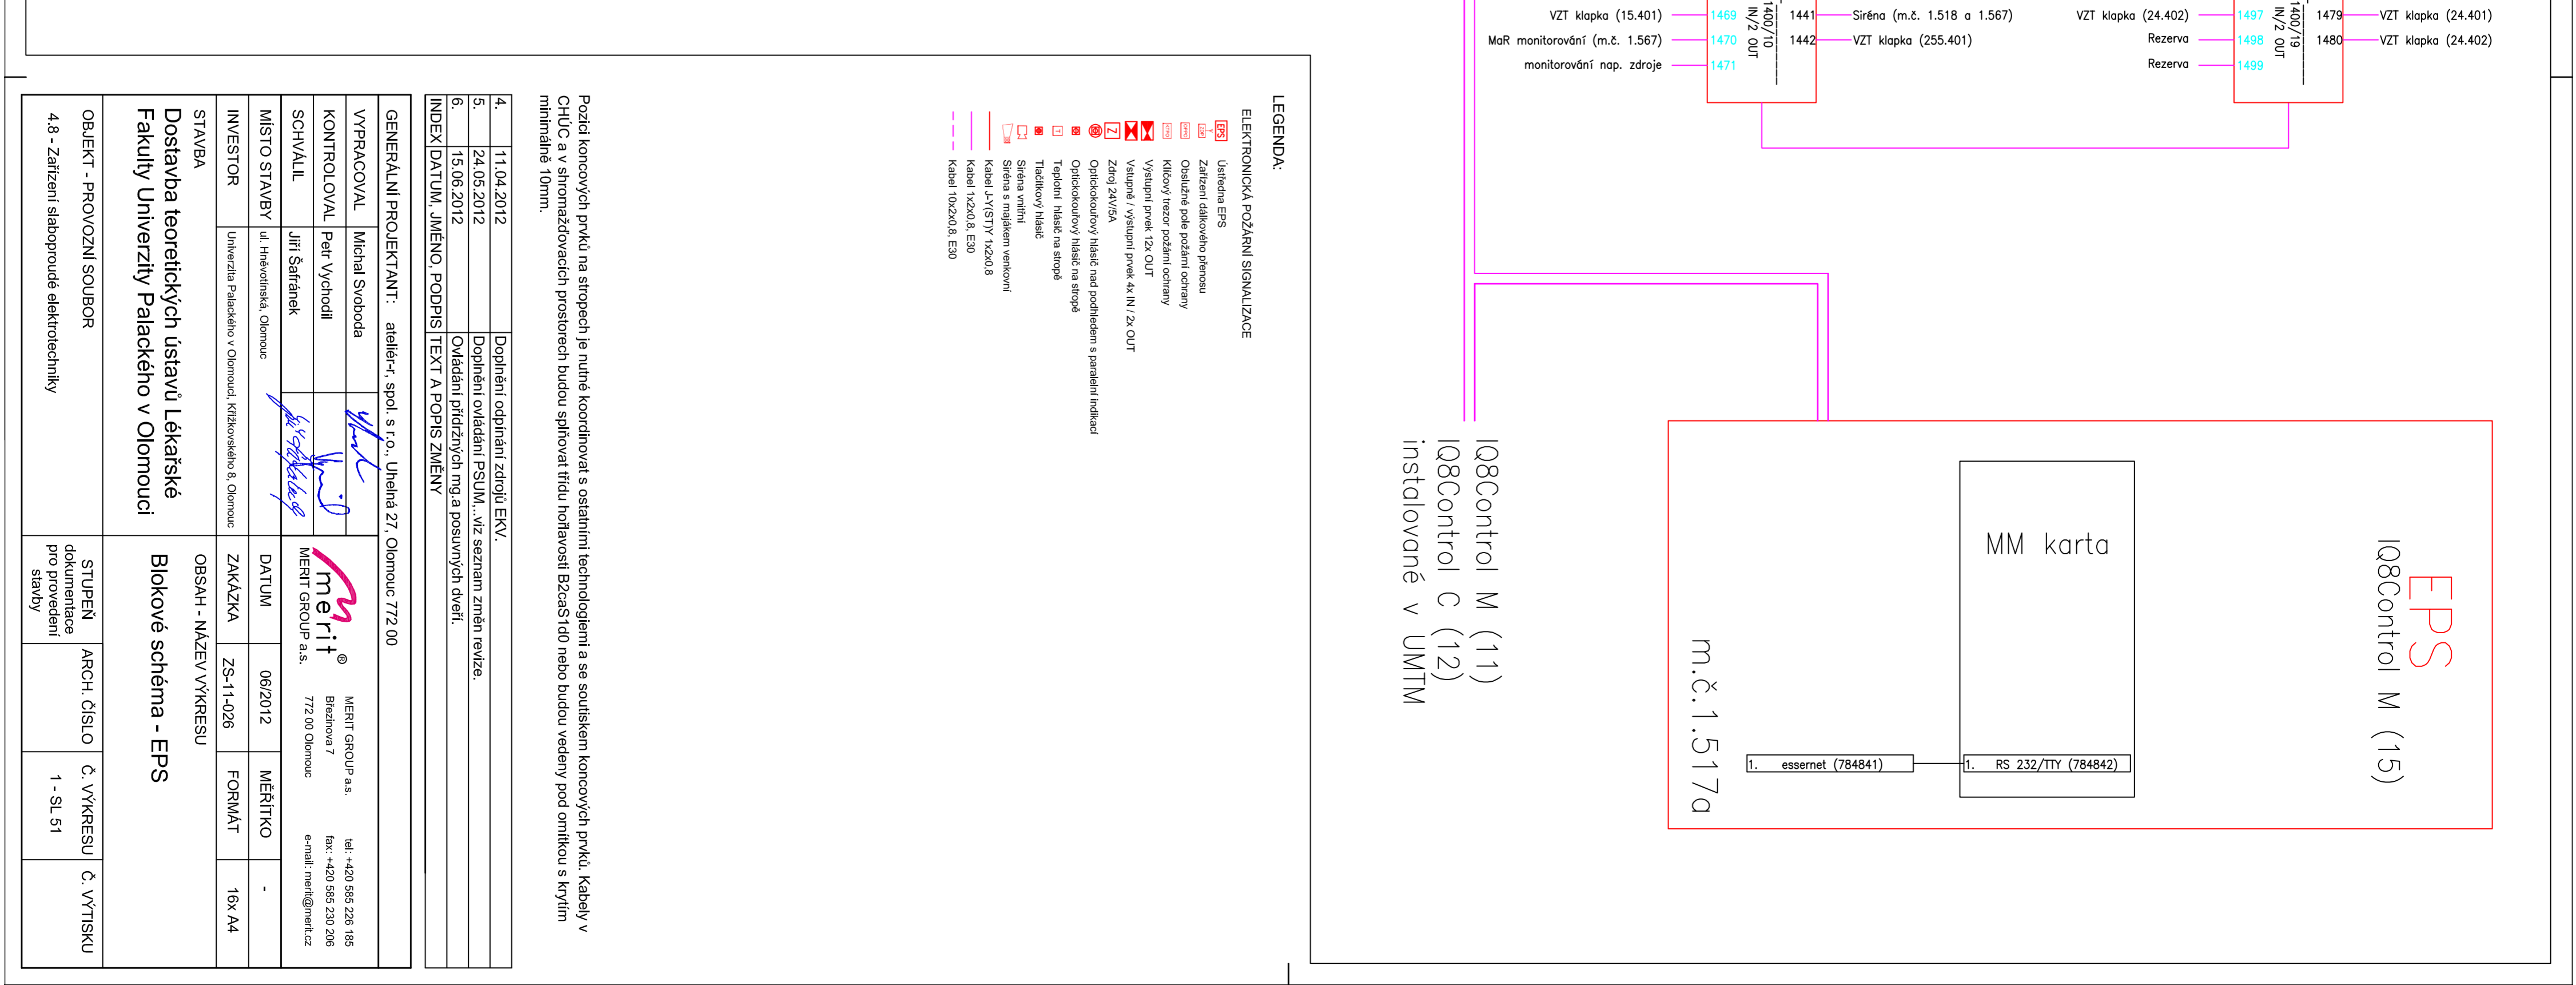 VZT klapka (15.401)
1469
MaR monitorování (m.č. 1.567)
1470
monitorování nap. zdroje
1471
1400/10
IN/2 OUT
1441
Siréna (m.č. 1.518 a 1.567)
1442
VZT klapka (255.401)
VZT klapka (24.402)
1497
Rezerva
1498
Rezerva
1499
1400/19
IN/2 OUT
1479
VZT klapka (24.401)
1480
VZT klapka (24.402)
EPS
IQ8Control M (15)
MM karta
1. essernet (784841)
1. RS 232/TTY (784842)
m.č.1.517a
IQ8Control M (11)
IQ8Control C (12)
instalované v UMTM
LEGENDA:
ELEKTRONICKÁ POŽÁRNÍ SIGNALIZACE
EPS Ústředna EPS
Zařízení dálkového přenosu
Obslužné pole požární ochrany
Klíčový trezor požární ochrany
Výstupní prvek 12x OUT
Vstupně / výstupní prvek 4x IN / 2x OUT
Z Zdroj 24V/5A
Optickokouřový hlásič nad podhledem s paralelní indikací
Optickokouřový hlásič na stropě
T Teplotní hlásič na stropě
Tlačítkový hlásič
Siréna vnitřní
Siréna s majákem venkovní
Kabel J-Y(ST)Y 1x2x0,8
Kabel 1x2x0,8, E30
Kabel 10x2x0,8, E30
Pozici koncových prvků na stropech je nutné koordinovat s ostatními technologiemi a se soutiskem koncových prvků. Kabely v
CHÚC a v shromažďovacích prostorech budou splňovat třídu hořlavosti B2caS1d0 nebo budou vedeny pod omítkou s krytím
minimálně 10mm.
4. 11.04.2012 Doplnění odpínání zdrojů EKV.
5. 24.05.2012 Doplnění ovládání PSUM,..viz seznam změn revize.
6. 15.06.2012 Ovládání přídržných mg.a posuvných dveří.
INDEX DATUM, JMÉNO, PODPIS TEXT A POPIS ZMĚNY
GENERÁLNÍ PROJEKTANT: ateliér-r, spol. s r.o., Uhelná 27, Olomouc 772 00
VYPRACOVAL Michal Svoboda
KONTROLOVAL Petr Vychodil
SCHVÁLIL Jiří Šafránek
merit ®
MERIT GROUP a.s.
MERIT GROUP a.s.
Březinova 7
772 00 Olomouc
tel: +420 585 226 185
fax: +420 585 230 206
e-mail: merit@merit.cz
MÍSTO STAVBY ul. Hněvotínská, Olomouc
DATUM 06/2012 MĚŘÍTKO -
INVESTOR Univerzita Palackého v Olomouci, Křížkovského 8, Olomouc
ZAKÁZKA ZS-11-026 FORMÁT 16x A4
STAVBA
Dostavba teoretických ústavů Lékařské
Fakulty Univerzity Palackého v Olomouci
OBSAH - NÁZEV VÝKRESU
Blokové schéma - EPS
OBJEKT - PROVOZNÍ SOUBOR
4.8 - Zařízení slaboproudé elektrotechniky
STUPEŇ
dokumentace
pro provedení
stavby
ARCH. ČÍSLO
Č. VÝKRESU
1 - SL 51
Č. VÝTISKU